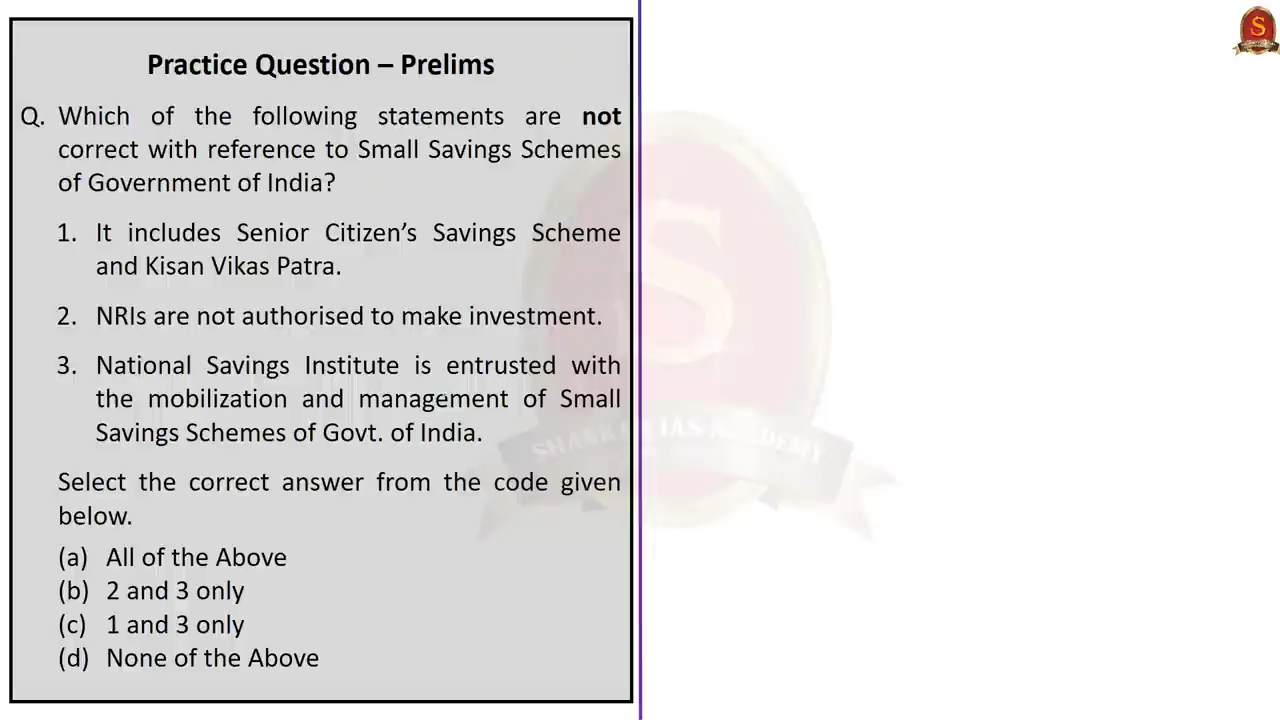 Practice Question – Prelims
Q. Which of the following statements are not
correct with reference to Small Savings Schemes
of Government of India?
1. It includes Senior Citizen’s Savings Scheme
and Kisan Vikas Patra.
2. NRIs are not authorised to make investment.
3. National Savings Institute is entrusted with
the mobilization and management of Small
Savings Schemes of Govt. of India.
Select the correct answer from the code given
below.
(a) All of the Above
(b) 2 and 3 only
(c) 1 and 3 only
(d) None of the Above
S
S
SHANKAR IAS ACADEMY